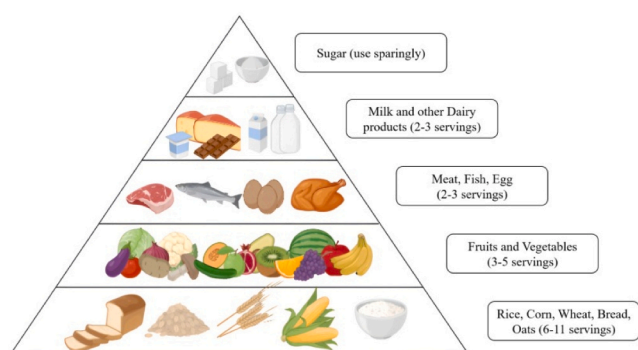 Sugar (use sparingly)
Milk and other Dairy
products (2-3 servings)
Meat, Fish, Egg
(2-3 servings)
Fruits and Vegetables
(3-5 servings)
Rice, Corn, Wheat, Bread,
Oats (6-11 servings)